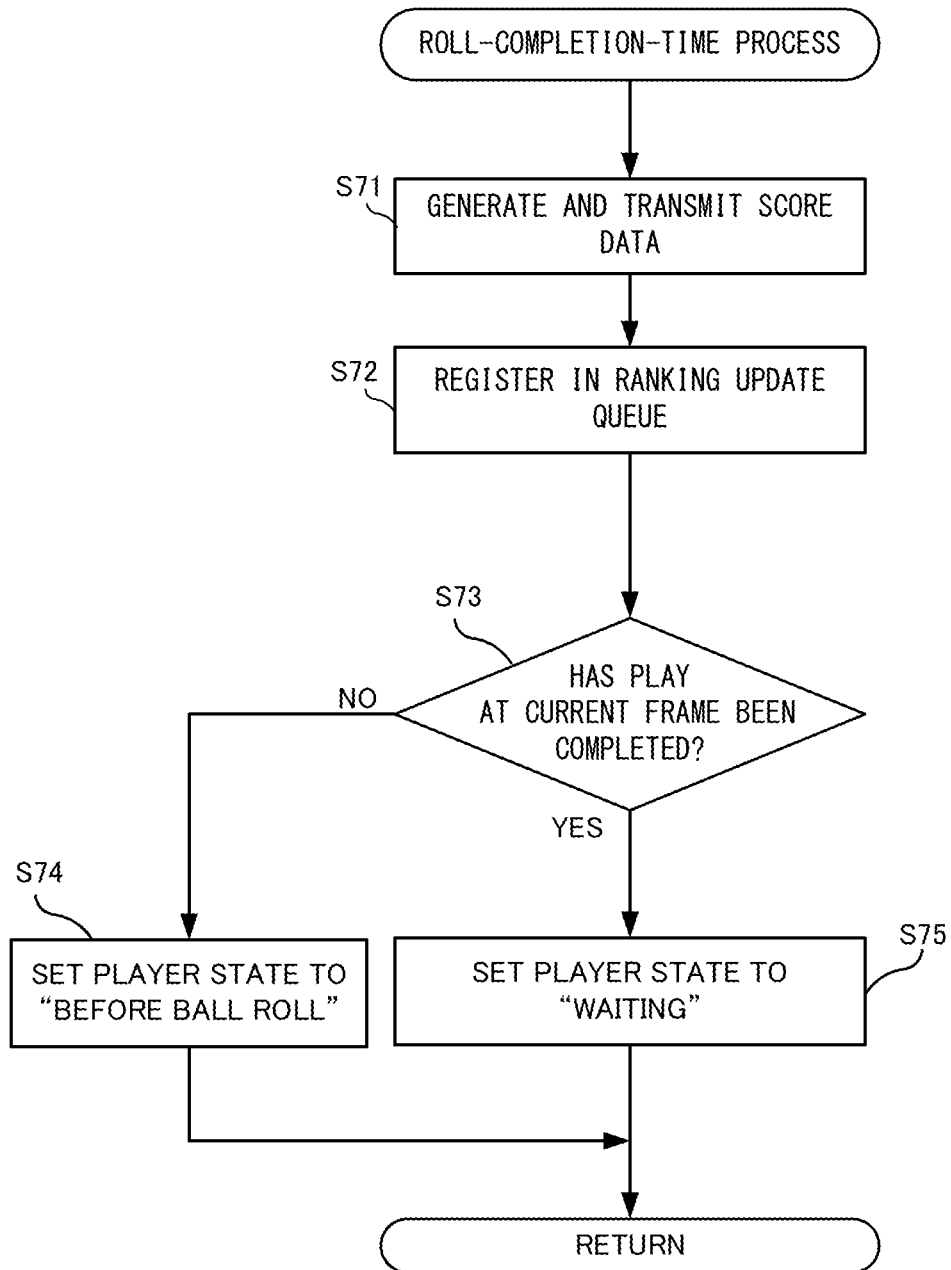 ROLL-COMPLETION-TIME PROCESS
S71
GENERATE AND TRANSMIT SCORE
DATA
S72
REGISTER IN RANKING UPDATE
QUEUE
S73
HAS PLAY
AT CURRENT FRAME BEEN
COMPLETED?
NO
YES
S74
SET PLAYER STATE TO
“BEFORE BALL ROLL”
S75
SET PLAYER STATE TO
“WAITING”
RETURN